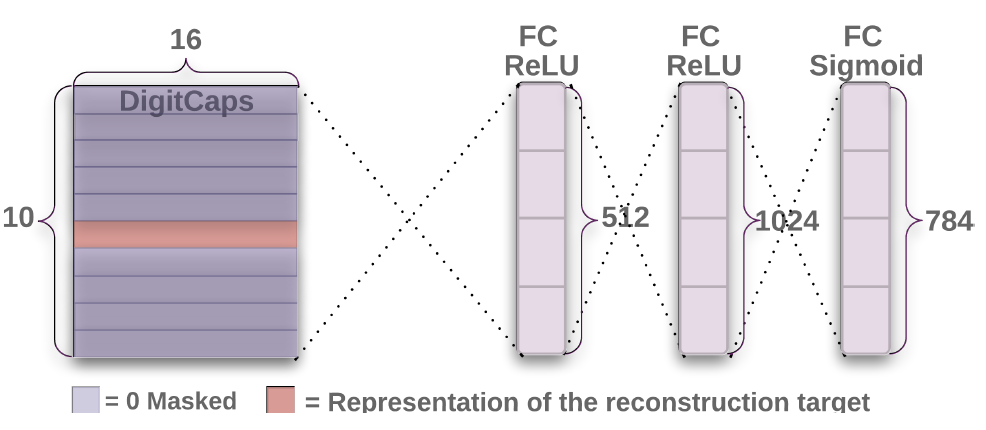 16
FC
ReLU
FC
ReLU
FC
Sigmoid
DigitCaps
10
512
1024
784
= 0 Masked
= Representation of the reconstruction target